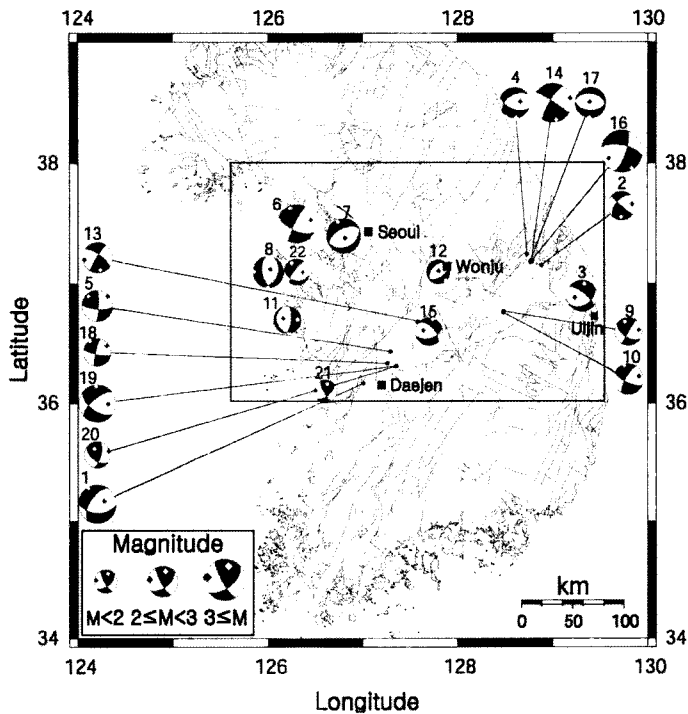 124 126 128 130
4 14 17
16
38 38
2
6 7 Seoul
13
8 22 12 Wonju
5 3
11 15 9
Uljin
18
Latitude
10
21 Daejen
19
36 36
20
1
Magnitude
km
M<2 2≤M<3 3≤M
0 50 100
34 34
124 126 128 130
Longitude